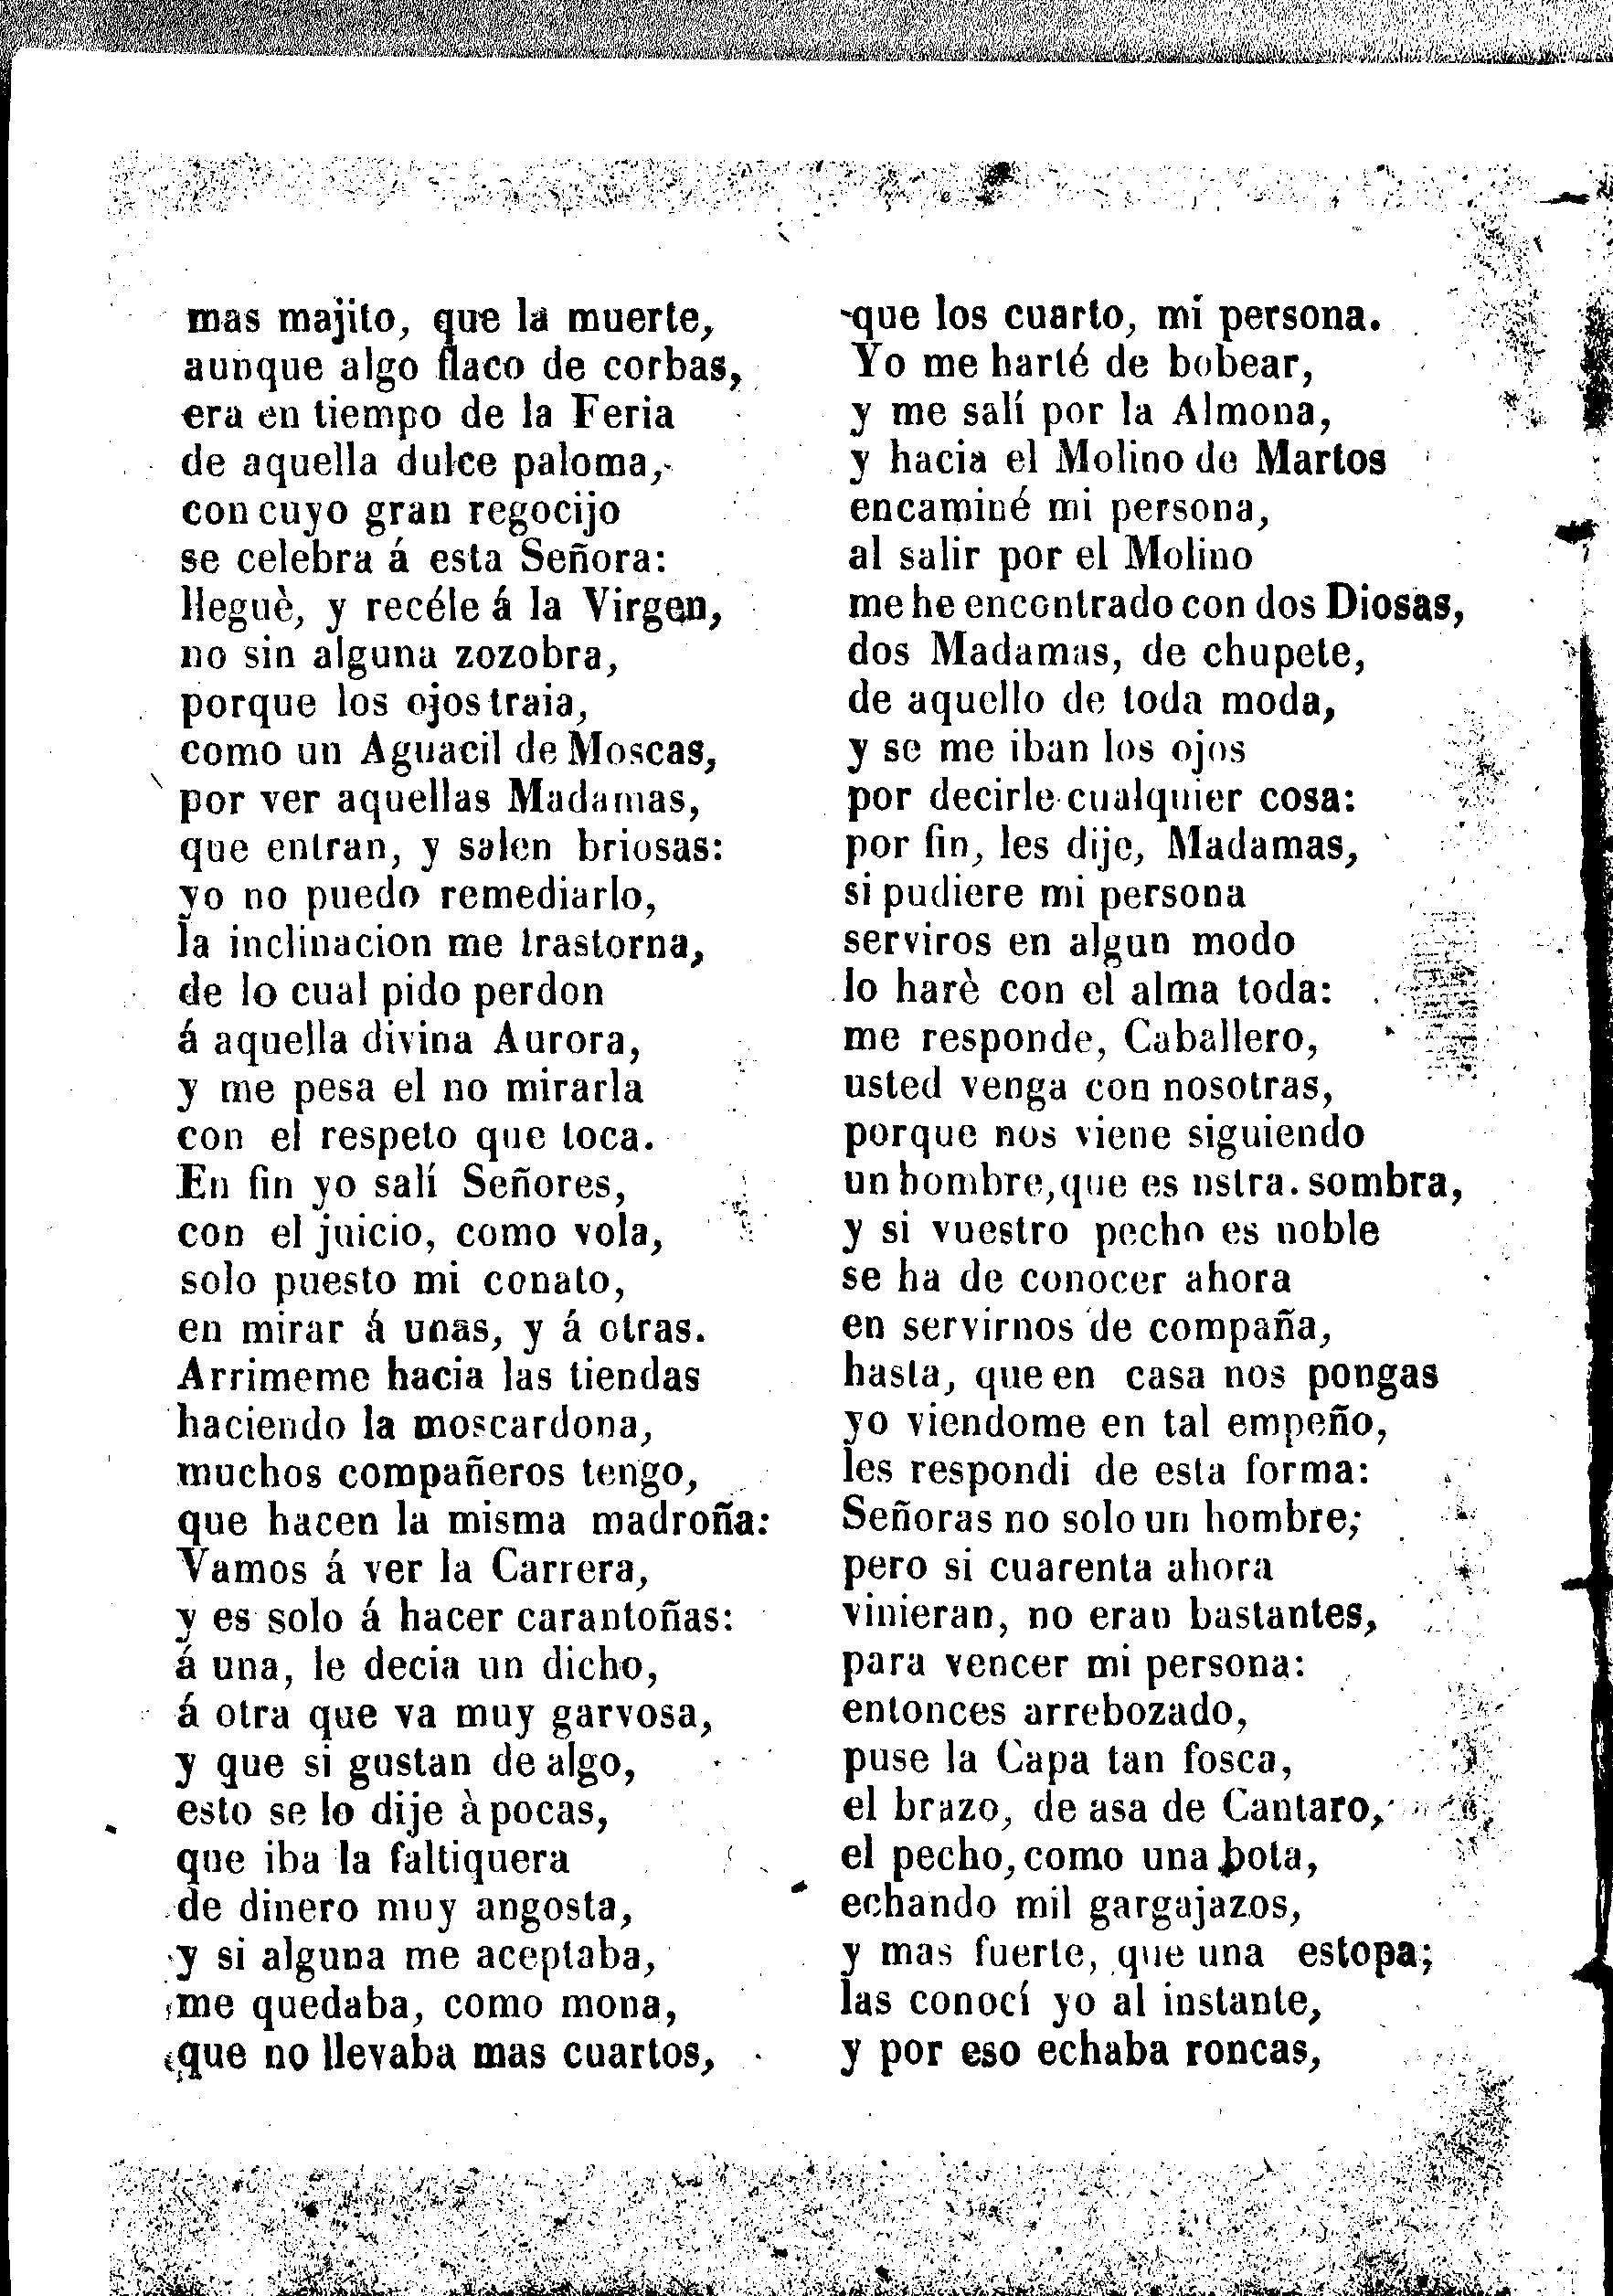 mas majito, que la muerte,
aunque algo flaco de corbas,
era en tiempo de la Feria
de aquella dulce paloma,
con cuyo gran regocijo
se celebra á esta Señora:
lleguè, y recéle á la Virgen,
no sin alguna zozobra,
porque los ojos traia,
como un Aguacil de Moscas,
por ver aquellas Madamas,
que entran, y salen briosas:
yo no puedo remediarlo,
la inclinacion me trastorna,
de lo cual pido perdon
á aquella divina Aurora,
y me pesa el no mirarla
con el respeto que toca.
En fin yo salí Señores,
con el juicio, como vola,
solo puesto mi conato,
en mirar á unas, y á otras.
Arrimeme hacia las tiendas
haciendo la moscardona,
muchos compañeros tengo,
que hacen la misma madroña:
Vamos á ver la Carrera,
y es solo á hacer carantoñas:
á una, le decia un dicho,
á otra que va muy garvosa,
y que si gustan de algo,
esto se lo dije à pocas,
que iba la faltiquera
de dinero muy angosta,
y si alguna me aceptaba,
me quedaba, como mona,
que no llevaba mas cuartos,
que los cuarto, mi persona.
Yo me harté de bobear,
y me salí por la Almona,
y hacia el Molino de Martos
encaminé mi persona,
al salir por el Molino
me he encontrado con dos Diosas,
dos Madamas, de chupete,
de aquello de toda moda,
y se me iban los ojos
por decirle cualquier cosa:
por fin, les dije, Madamas,
si pudiere mi persona
serviros en algun modo
lo harè con el alma toda:
me responde, Caballero,
usted venga con nosotras,
porque nos viene siguiendo
un hombre, que es nstra. sombra,
y si vuestro pecho es noble
se ha de conocer ahora
en servirnos de compaña,
hasta, que en casa nos pongas
yo viendome en tal empeño,
les respondi de esta forma:
Señoras no solo un hombre;
pero si cuarenta ahora
vinieran, no eran bastantes,
para vencer mi persona:
entonces arrebozado,
puse la Capa tan fosca,
el brazo, de asa de Cantaro,
el pecho, como una bota,
echando mil gargajazos,
y mas fuerte, que una estopa;
las conocí yo al instante,
y por eso echaba roncas,